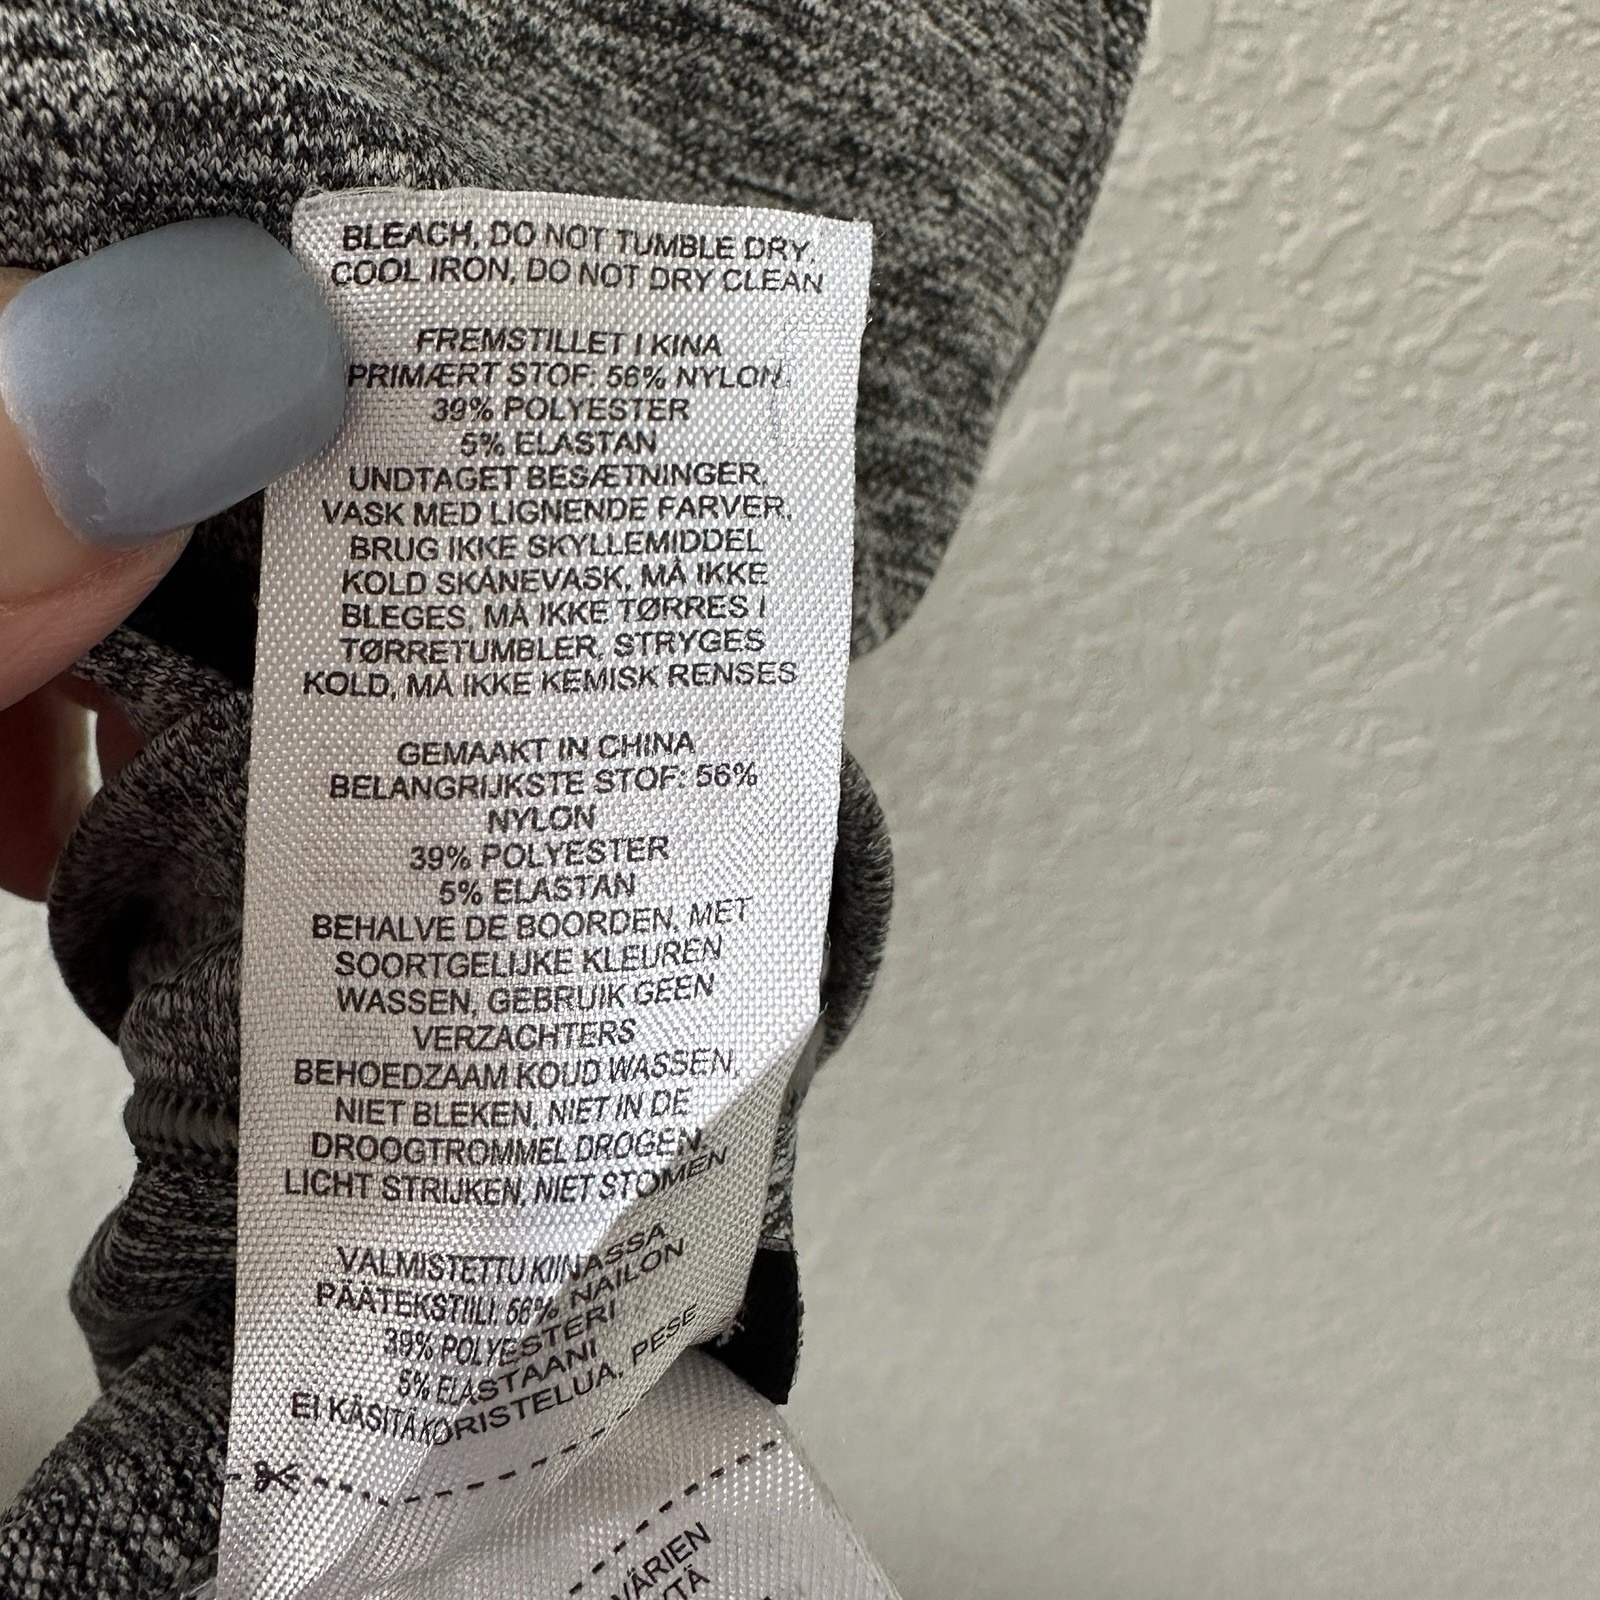 BLEACH, DO NOT TUMBLE DRY,
COOL IRON, DO NOT DRY CLEAN
FREMSTILLET I KINA
PRIMÆRT STOF: 56% NYLON,
39% POLYESTER
5% ELASTAN
UNDTAGET BESÆTNINGER,
VASK MED LIGNENDE FARVER,
BRUG IKKE SKYLLEMIDDEL
KOLD SKÅNEVASK, MÅ IKKE
BLEGES, MÅ IKKE TØRRES I
TØRRETUMBLER, STRYGES
KOLD, MÅ IKKE KEMISK RENSES
GEMAAKT IN CHINA
BELANGRIJKSTE STOF: 56%
NYLON
39% POLYESTER
5% ELASTAN
BEHALVE DE BOORDEN, MET
SOORTGELIJKE KLEUREN
WASSEN, GEBRUIK GEEN
VERZACHTERS
BEHOEDZAAM KOUD WASSEN,
NIET BLEKEN, NIET IN DE
DROOGTROMMEL DROGEN,
LICHT STRIJKEN, NIET STOMEN
VALMISTETTU KIINASSA
PÄÄTEKSTIILI: 56% NAILON
39% POLYESTERI
5% ELASTAANI
EI KÄSITÄ KORISTELUA, PESE
VÄRIEN